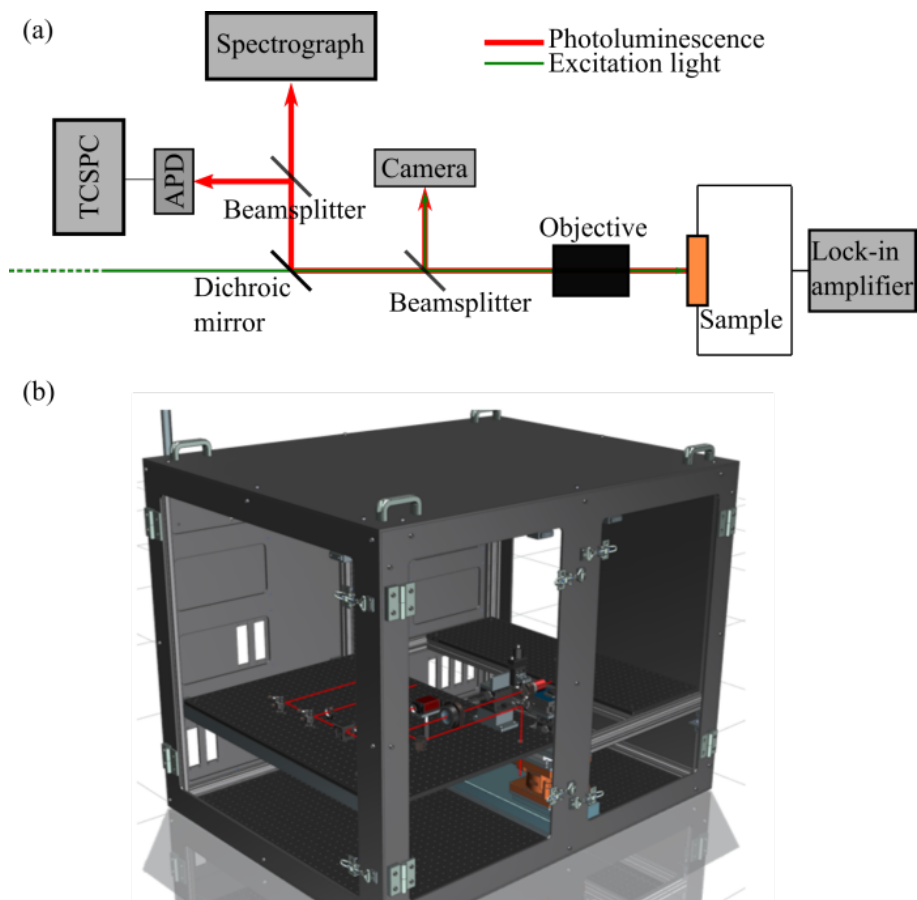 (a)
Spectrograph
Photoluminescence
Excitation light
TCSPC
APD
Camera
Beamsplitter
Objective
Lock-in
amplifier
Dichroic
mirror
Beamsplitter
Sample
(b)